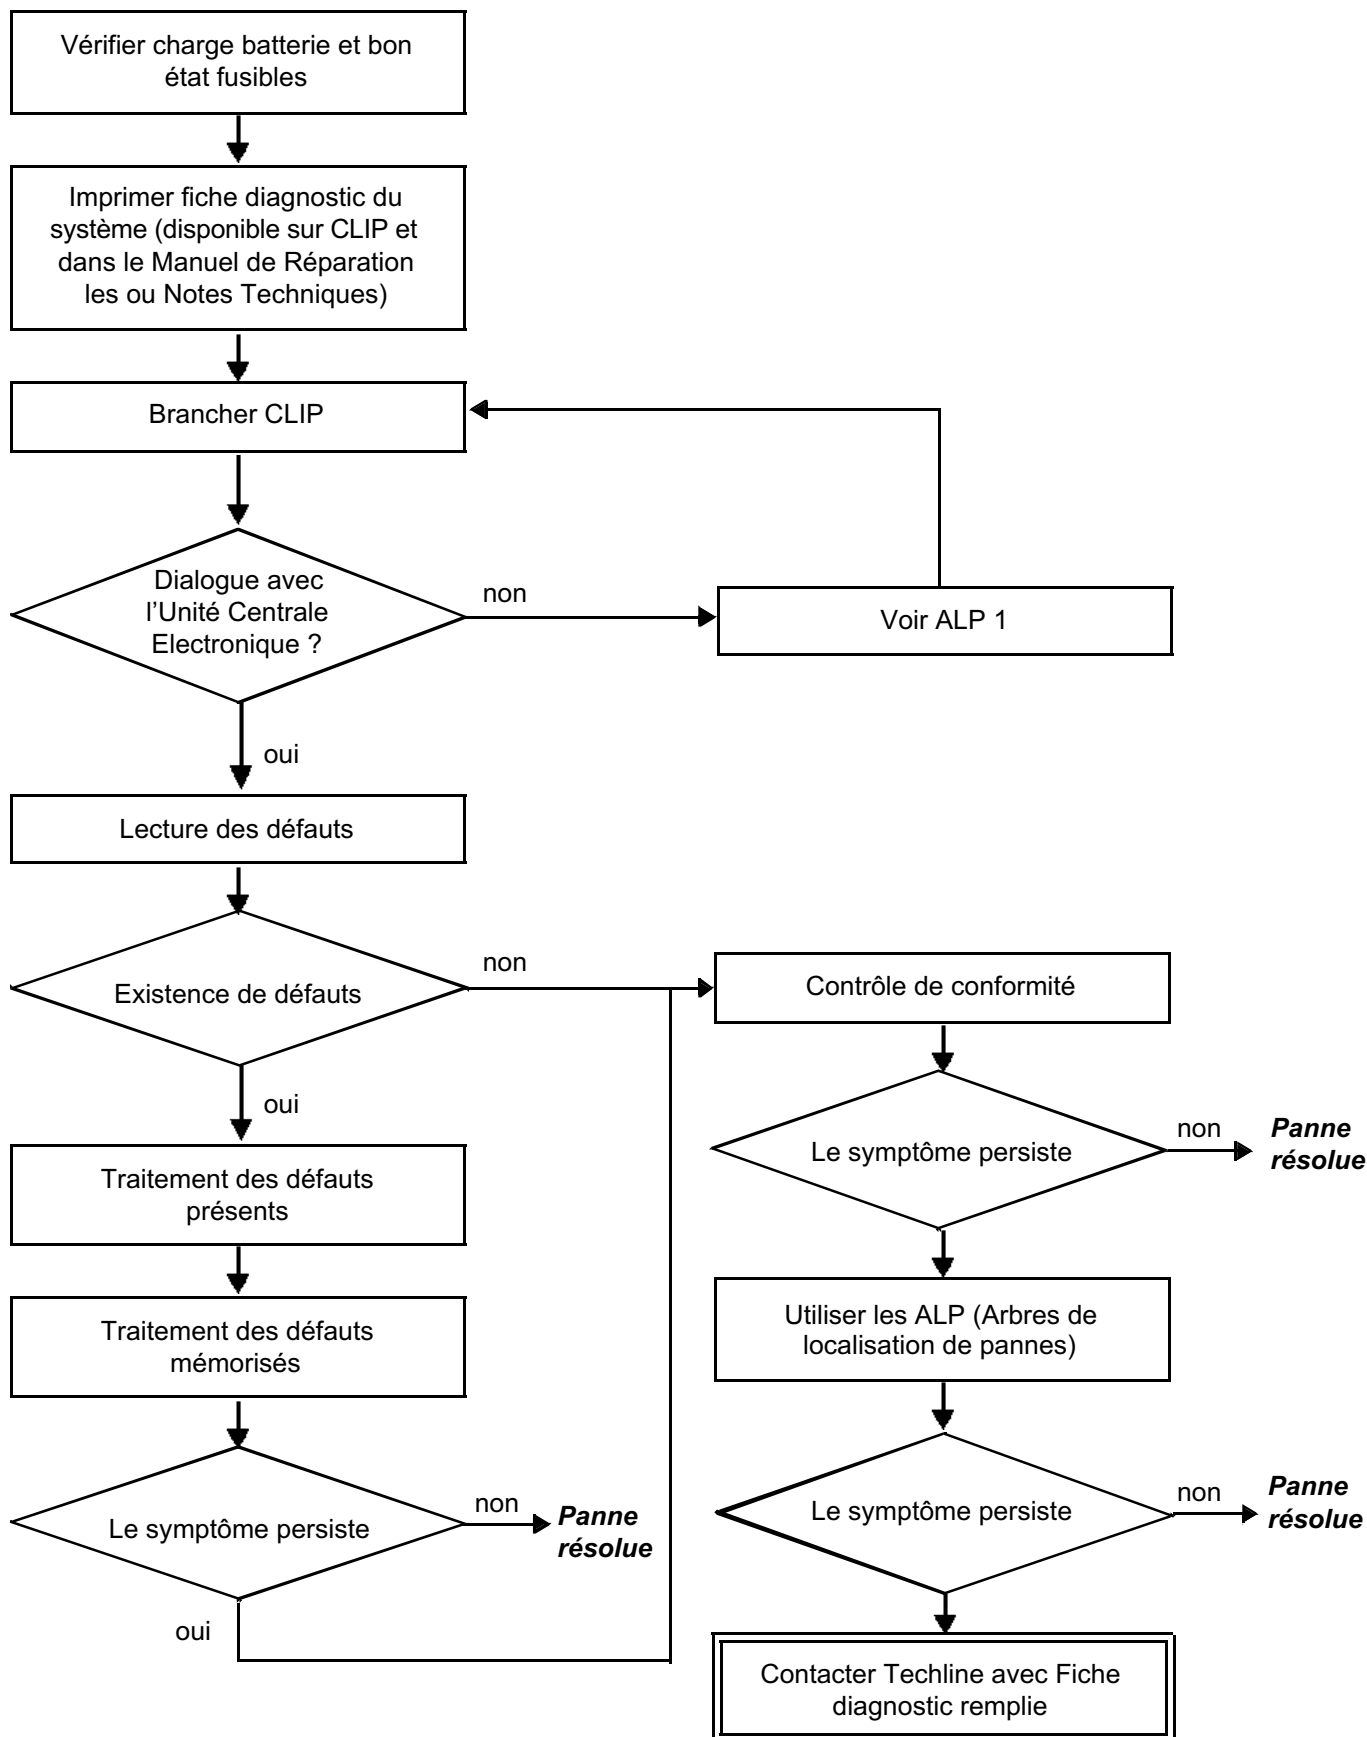 Vérifier charge batterie et bon
état fusibles
Imprimer fiche diagnostic du
système (disponible sur CLIP et
dans le Manuel de Réparation
les ou Notes Techniques)
Brancher CLIP
Dialogue avec
l'Unité Centrale
Electronique ?
non
Voir ALP 1
oui
Lecture des défauts
Existence de défauts
non
Contrôle de conformité
oui
Le symptôme persiste
non
Panne
résolue
Traitement des défauts
présents
Utiliser les ALP (Arbres de
localisation de pannes)
Traitement des défauts
mémorisés
Le symptôme persiste
non
Panne
résolue
Le symptôme persiste
non
Panne
résolue
oui
Contacter Techline avec Fiche
diagnostic remplie